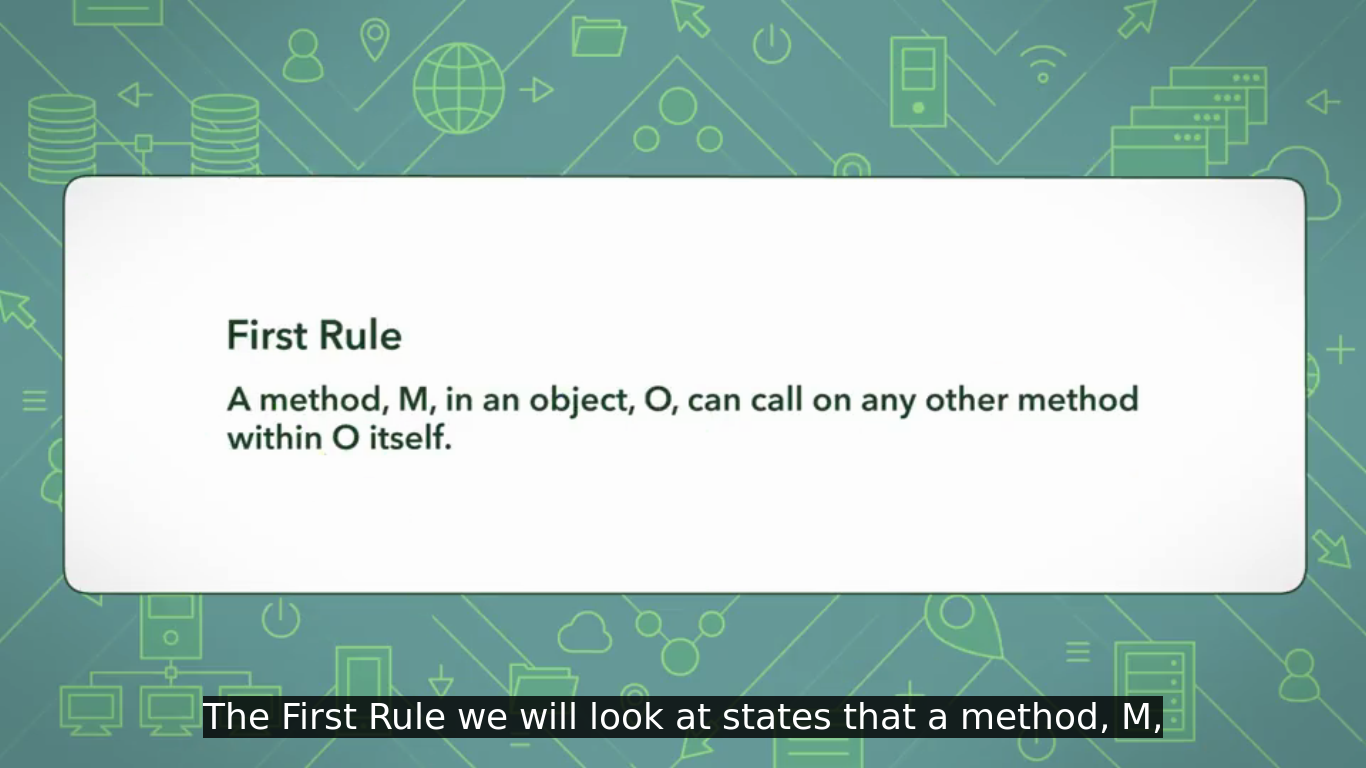 First Rule
A method, M, in an object, O, can call on any other method
within O itself.
The First Rule we will look at states that a method, M,